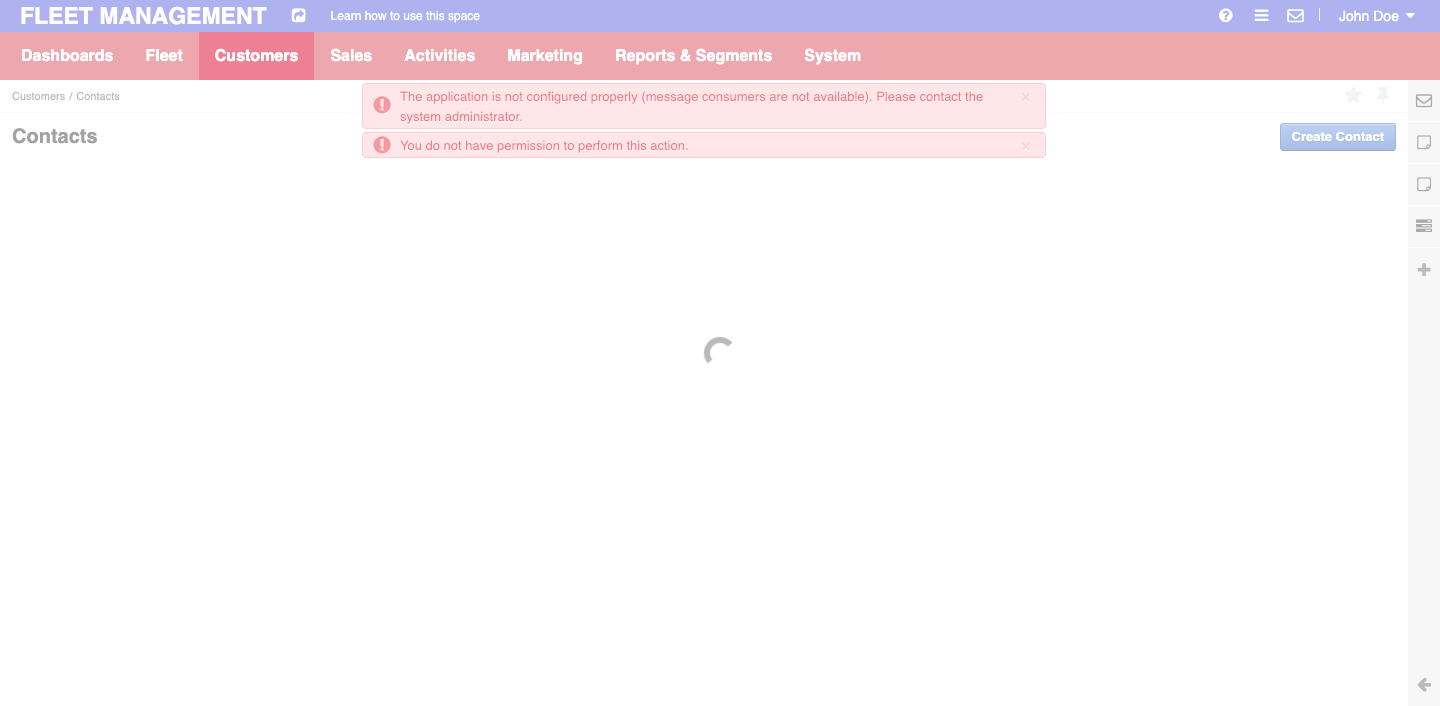 FLEET MANAGEMENT
Learn how to use this space
John Doe
Dashboards
Fleet
Customers
Sales
Activities
Marketing
Reports & Segments
System
Customers / Contacts
The application is not configured properly (message consumers are not available). Please contact the
system administrator.
×
You do not have permission to perform this action.
×
Contacts
Create Contact